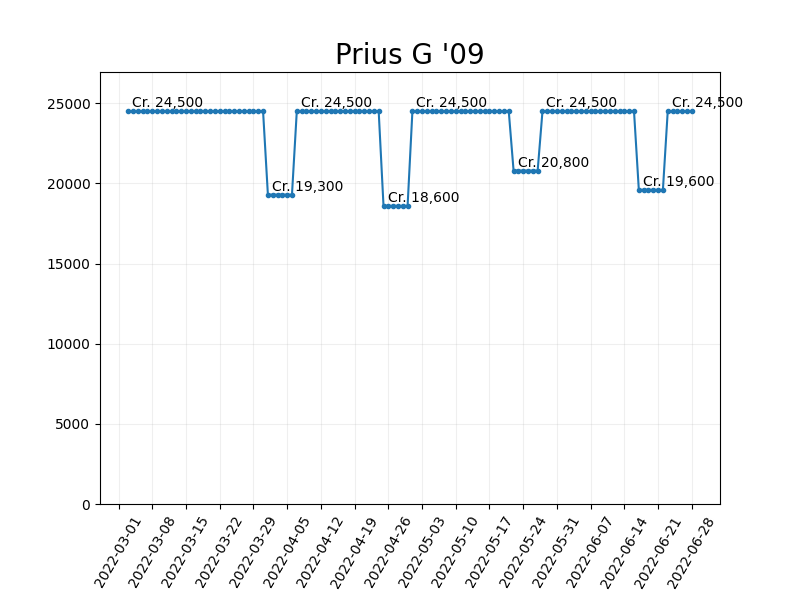 Prius G '09
Cr. 24,500
Cr. 24,500
Cr. 24,500
Cr. 24,500
Cr. 24,500
Cr. 20,800
Cr. 19,300
Cr. 19,600
Cr. 18,600
25000
20000
15000
10000
5000
0
2022-03-01
2022-03-08
2022-03-15
2022-03-22
2022-03-29
2022-04-05
2022-04-12
2022-04-19
2022-04-26
2022-05-03
2022-05-10
2022-05-17
2022-05-24
2022-05-31
2022-06-07
2022-06-14
2022-06-21
2022-06-28